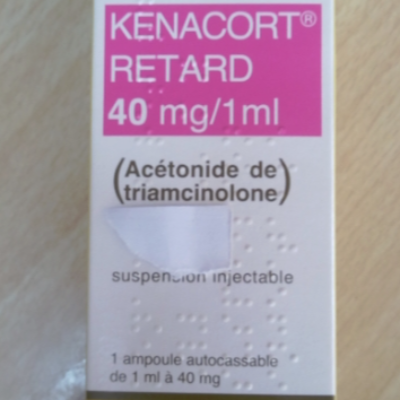 KENACORT®
RETARD
40 mg/1ml
(Acétonide de
triamcinolone)
suspension injectable
1 ampoule autocassable
de 1 ml à 40 mg